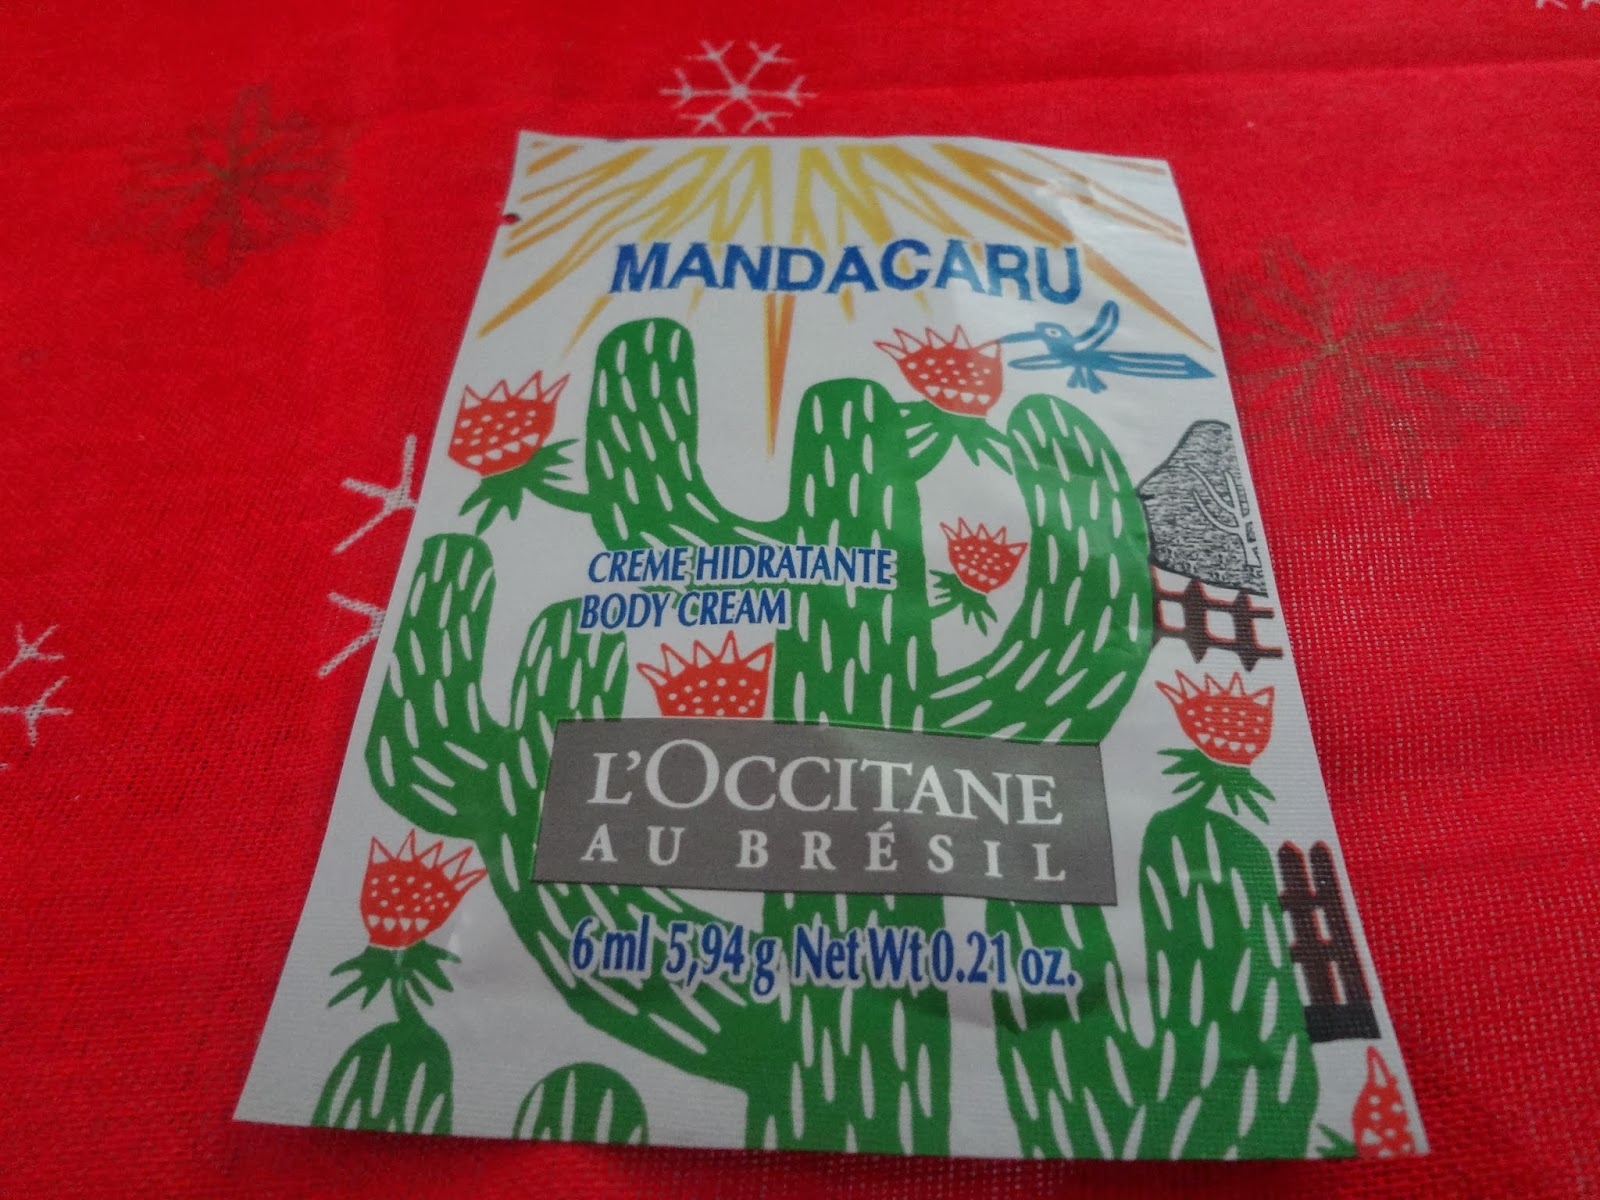 MANDACARU
CREME HIDRATANTE
BODY CREAM
L'OCCITANE
AU BRÉSIL
6 ml 5,94 g Net Wt 0.21 oz.